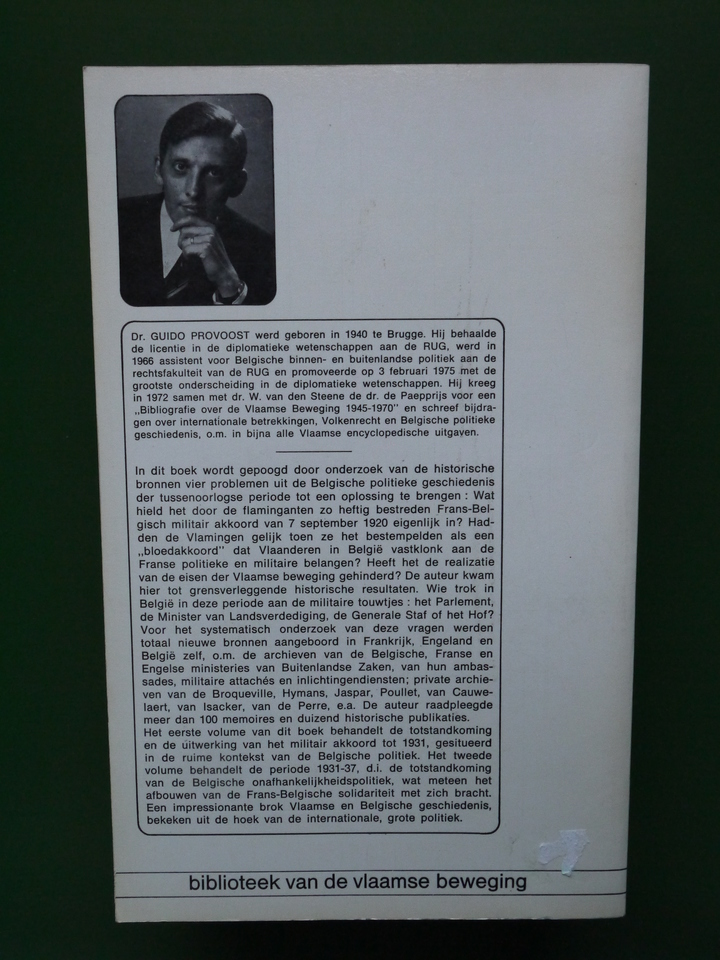 Dr. GUIDO PROVOOST werd geboren in 1940 te Brugge. Hij behaalde
de licentie in de diplomatieke wetenschappen aan de RUG, werd in
1966 assistent voor Belgische binnen- en buitenlandse politiek aan de
rechtsfakulteit van de RUG en promoveerde op 3 februari 1975 met de
grootste onderscheiding in de diplomatieke wetenschappen. Hij kreeg
in 1972 samen met dr. W. van den Steene de dr. de Paepprijs voor een
„Bibliografie over de Vlaamse Beweging 1945-1970" en schreef bijdra-
gen over internationale betrekkingen, Volkenrecht en Belgische politieke
geschiedenis, o.m. in bijna alle Vlaamse encyclopedische uitgaven.
In dit boek wordt gepoogd door onderzoek van de historische
bronnen vier problemen uit de Belgische politieke geschiedenis
der tussenoorlogse periode tot een oplossing te brengen : Wat
hield het door de flaminganten zo heftig bestreden Frans-Bel-
gisch militair akkoord van 7 september 1920 eigenlijk in? Had-
den de Vlamingen gelijk toen ze het bestempelden als een
„bloedakkoord" dat Vlaanderen in België vastklonk aan de
Franse politieke en militaire belangen? Heeft het de realizatie
van de eisen der Vlaamse beweging gehinderd? De auteur kwam
hier tot grensverleggende historische resultaten. Wie trok in
België in deze periode aan de militaire touwtjes : het Parlement,
de Minister van Landsverdediging, de Generale Staf of het Hof?
Voor het systematisch onderzoek van deze vragen werden
totaal nieuwe bronnen aangeboord in Frankrijk, Engeland en
België zelf, o.m. de archieven van de Belgische, Franse en
Engelse ministeries van Buitenlandse Zaken, van hun ambas-
sades, militaire attachés en inlichtingendiensten; private archie-
ven van de Broqueville, Hymans, Jaspar, Poullet, van Cauwe-
laert, van Isacker, van de Perre, e.a. De auteur raadpleegde
meer dan 100 memoires en duizend historische publikaties.
Het eerste volume van dit boek behandelt de totstandkoming
en de uitwerking van het militair akkoord tot 1931, gesitueerd
in de ruime kontekst van de Belgische politiek. Het tweede
volume behandelt de periode 1931-37, d.i. de totstandkoming
van de Belgische onafhankelijkheidspolitiek, wat meteen het
afbouwen van de Frans-Belgische solidariteit met zich bracht.
Een impressionante brok Vlaamse en Belgische geschiedenis,
bekeken uit de hoek van de internationale, grote politiek.
biblioteek van de vlaamse beweging